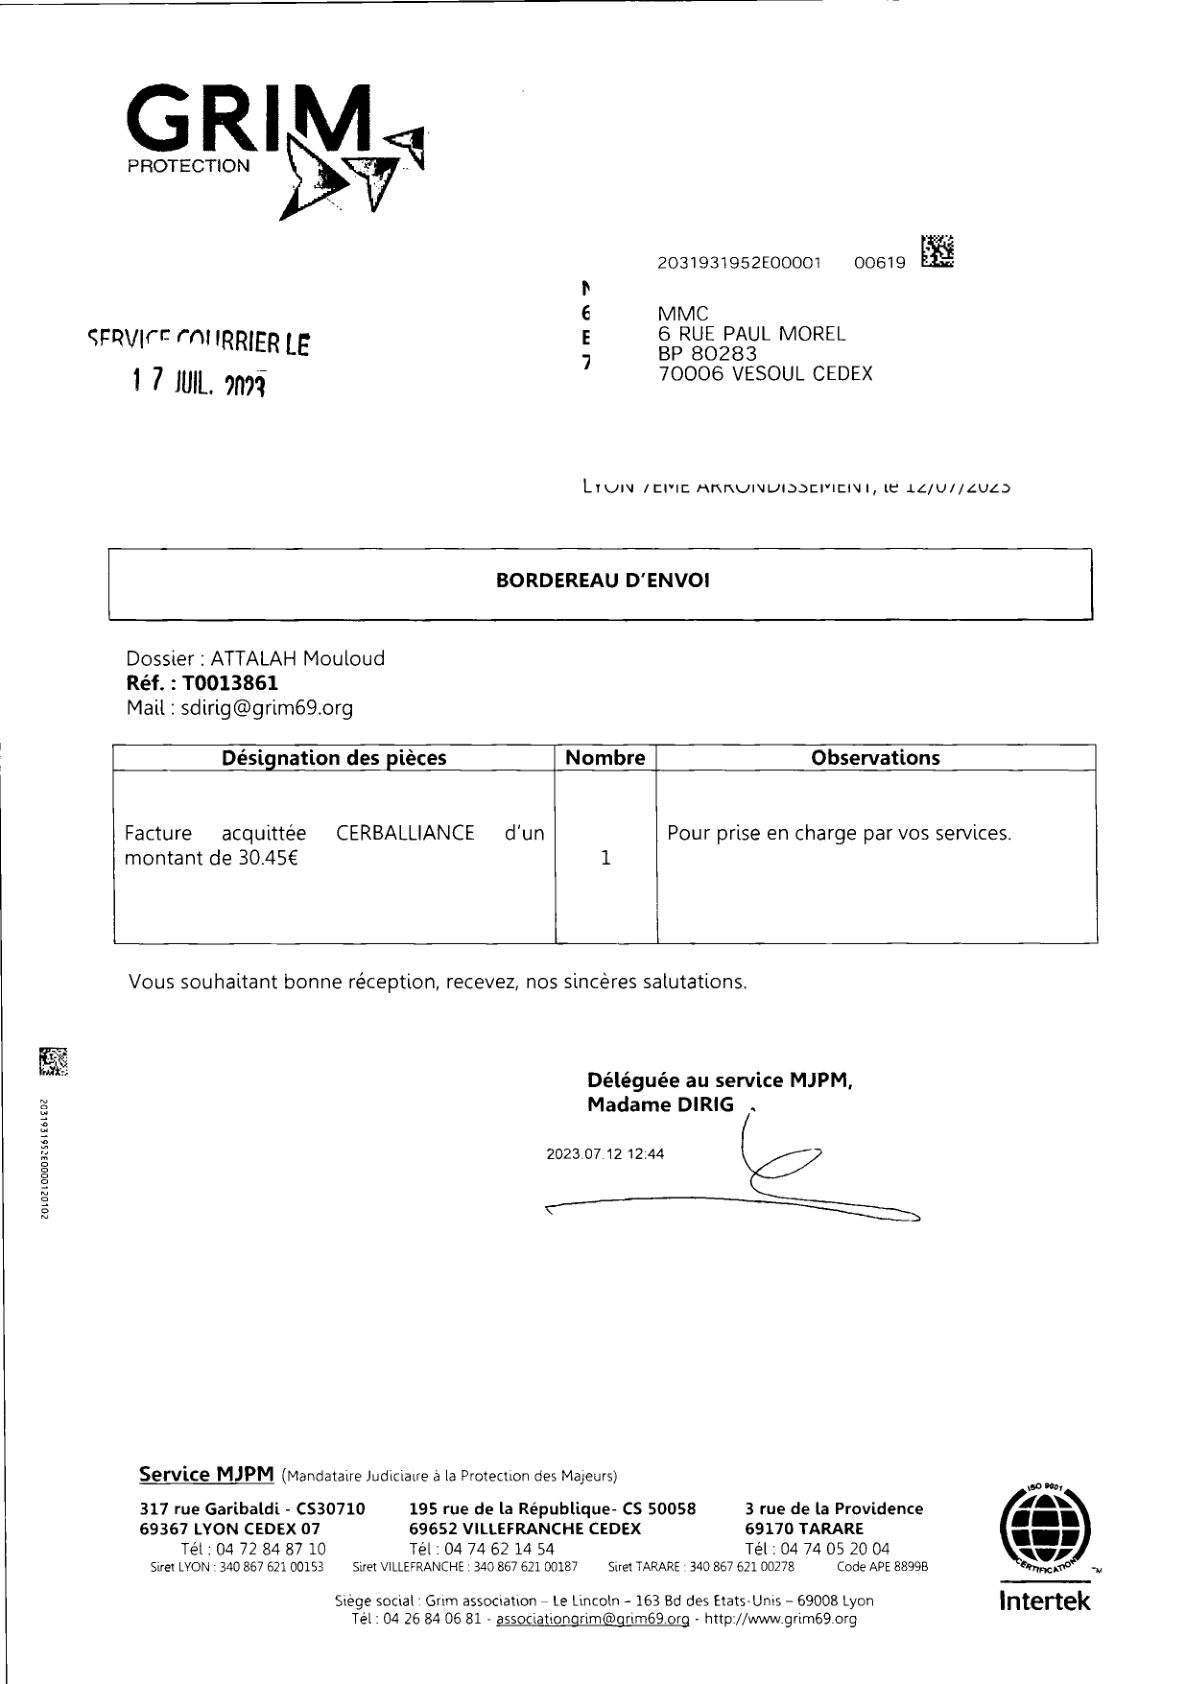 GRIM
PROTECTION
2031931952E00001 00619
MMC
6 RUE PAUL MOREL
BP 80283
70006 VESOUL CEDEX
SERVICE COURRIER LE
17 JUIL. 2023
LYON 7EME ARRONDISSEMENT, le 12/07/2023
BORDEREAU D'ENVOI
Dossier : ATTALAH Mouloud
Réf. : T0013861
Mail : sdirig@grim69.org
Désignation des pièces Nombre Observations
Facture acquittée CERBALLIANCE d'un montant de 30.45€ 1 Pour prise en charge par vos services.
Vous souhaitant bonne réception, recevez, nos sincères salutations.
2031931952E0000120102
Déléguée au service MJPM,
Madame DIRIG
2023.07.12 12:44
Service MJPM (Mandataire Judiciaire à la Protection des Majeurs)
317 rue Garibaldi - CS30710 195 rue de la République- CS 50058 3 rue de la Providence
69367 LYON CEDEX 07 69652 VILLEFRANCHE CEDEX 69170 TARARE
Tél : 04 72 84 87 10 Tél : 04 74 62 14 54 Tél : 04 74 05 20 04
Siret LYON : 340 867 621 00153 Siret VILLEFRANCHE : 340 867 621 00187 Siret TARARE : 340 867 621 00278 Code APE 8899B
Siège social : Grim association – Le Lincoln – 163 Bd des Etats-Unis – 69008 Lyon
Tél : 04 26 84 06 81 - associationgrim@grim69.org - http://www.grim69.org
ISO 9001
CERTIFICATION
TM
Intertek